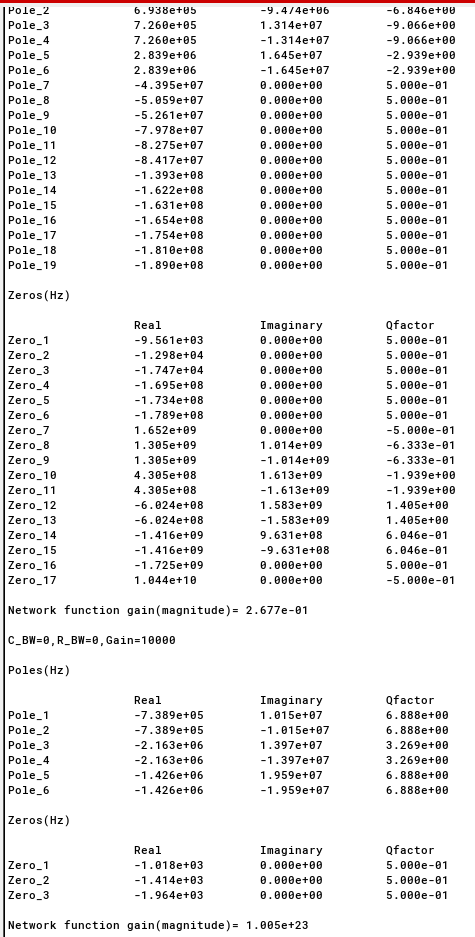 Pole_2 6.938e+05 -9.474e+06 -6.846e+00
Pole_3 7.260e+05 1.314e+07 -9.066e+00
Pole_4 7.260e+05 -1.314e+07 -9.066e+00
Pole_5 2.839e+06 1.645e+07 -2.939e+00
Pole_6 2.839e+06 -1.645e+07 -2.939e+00
Pole_7 -4.395e+07 0.000e+00 5.000e-01
Pole_8 -5.059e+07 0.000e+00 5.000e-01
Pole_9 -5.261e+07 0.000e+00 5.000e-01
Pole_10 -7.978e+07 0.000e+00 5.000e-01
Pole_11 -8.275e+07 0.000e+00 5.000e-01
Pole_12 -8.417e+07 0.000e+00 5.000e-01
Pole_13 -1.393e+08 0.000e+00 5.000e-01
Pole_14 -1.622e+08 0.000e+00 5.000e-01
Pole_15 -1.631e+08 0.000e+00 5.000e-01
Pole_16 -1.654e+08 0.000e+00 5.000e-01
Pole_17 -1.754e+08 0.000e+00 5.000e-01
Pole_18 -1.810e+08 0.000e+00 5.000e-01
Pole_19 -1.890e+08 0.000e+00 5.000e-01
Zeros(Hz)
Real Imaginary Qfactor
Zero_1 -9.561e+03 0.000e+00 5.000e-01
Zero_2 -1.298e+04 0.000e+00 5.000e-01
Zero_3 -1.747e+04 0.000e+00 5.000e-01
Zero_4 -1.695e+08 0.000e+00 5.000e-01
Zero_5 -1.734e+08 0.000e+00 5.000e-01
Zero_6 -1.789e+08 0.000e+00 5.000e-01
Zero_7 1.652e+09 0.000e+00 -5.000e-01
Zero_8 1.305e+09 1.014e+09 -6.333e-01
Zero_9 1.305e+09 -1.014e+09 -6.333e-01
Zero_10 4.305e+08 1.613e+09 -1.939e+00
Zero_11 4.305e+08 -1.613e+09 -1.939e+00
Zero_12 -6.024e+08 1.583e+09 1.405e+00
Zero_13 -6.024e+08 -1.583e+09 1.405e+00
Zero_14 -1.416e+09 9.631e+08 6.046e-01
Zero_15 -1.416e+09 -9.631e+08 6.046e-01
Zero_16 -1.725e+09 0.000e+00 5.000e-01
Zero_17 1.044e+10 0.000e+00 -5.000e-01
Network function gain(magnitude)= 2.677e-01
C_BW=0,R_BW=0,Gain=10000
Poles(Hz)
Real Imaginary Qfactor
Pole_1 -7.389e+05 1.015e+07 6.888e+00
Pole_2 -7.389e+05 -1.015e+07 6.888e+00
Pole_3 -2.163e+06 1.397e+07 3.269e+00
Pole_4 -2.163e+06 -1.397e+07 3.269e+00
Pole_5 -1.426e+06 1.959e+07 6.888e+00
Pole_6 -1.426e+06 -1.959e+07 6.888e+00
Zeros(Hz)
Real Imaginary Qfactor
Zero_1 -1.018e+03 0.000e+00 5.000e-01
Zero_2 -1.414e+03 0.000e+00 5.000e-01
Zero_3 -1.964e+03 0.000e+00 5.000e-01
Network function gain(magnitude)= 1.005e+23